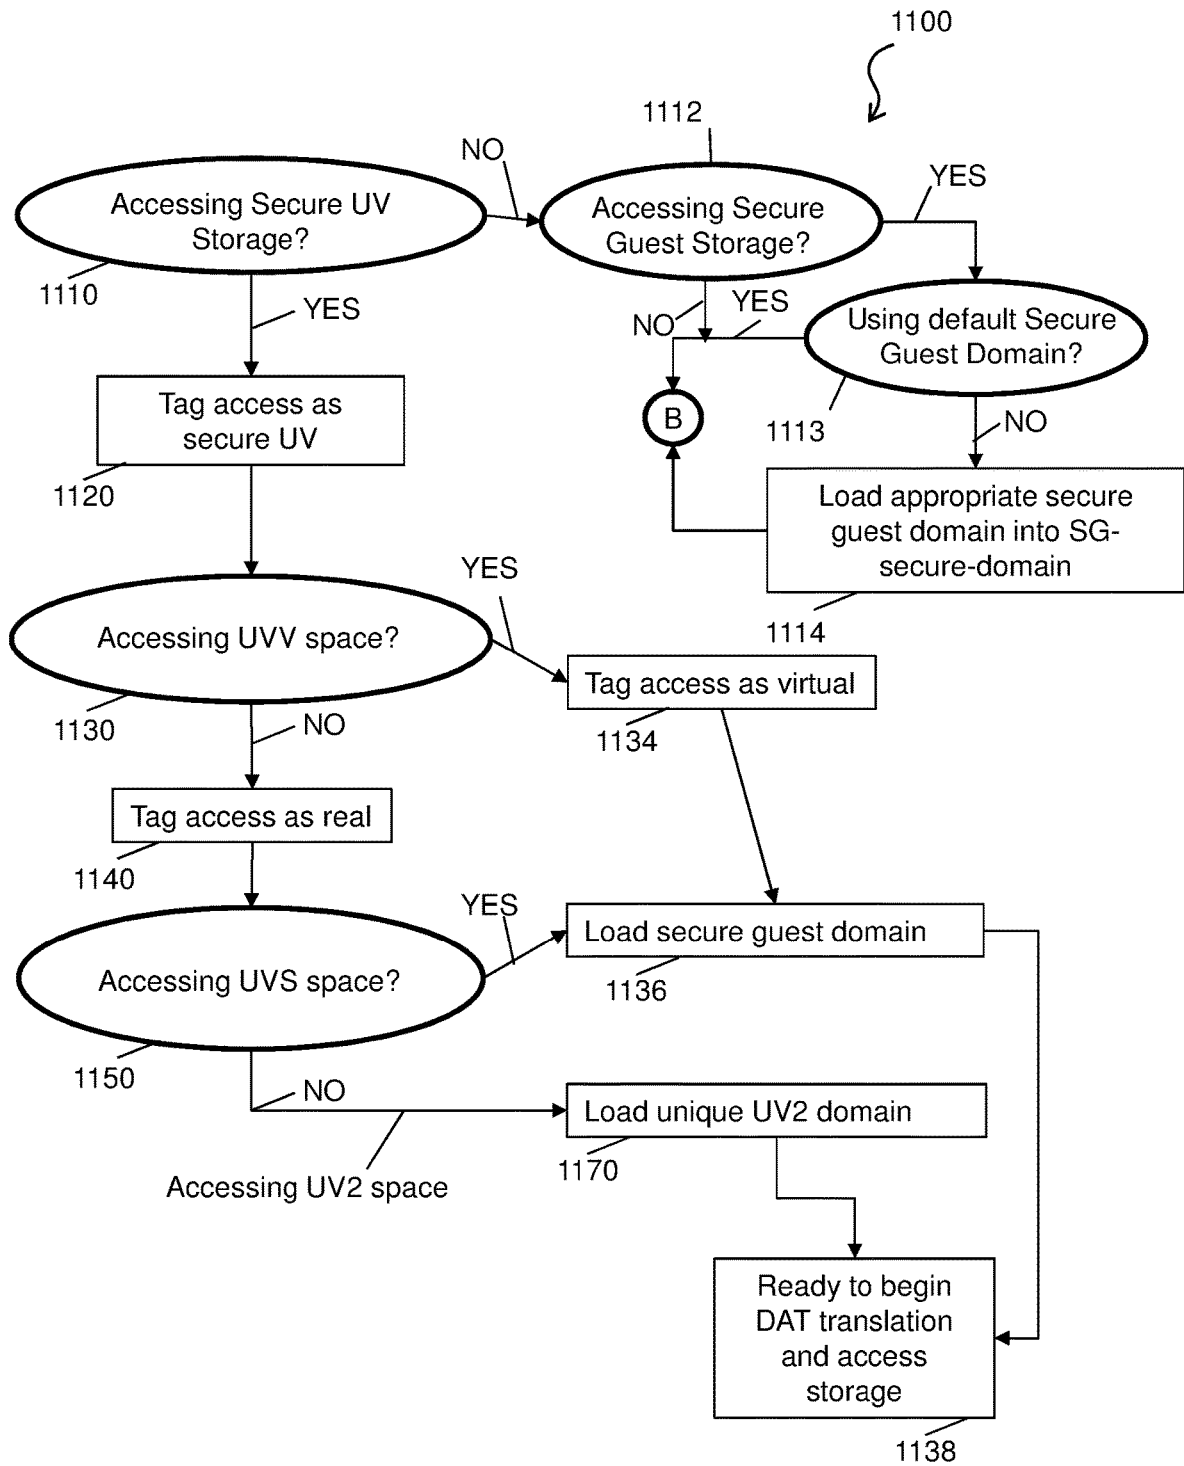 1100
1112
NO
YES
Accessing Secure UV
Storage?
Accessing Secure
Guest Storage?
1110
YES
NO
YES
Using default Secure
Guest Domain?
Tag access as
secure UV
B
1113
NO
1120
Load appropriate secure
guest domain into SG-
secure-domain
YES
1114
Accessing UVV space?
Tag access as virtual
1130
NO
1134
Tag access as real
1140
YES
Load secure guest domain
Accessing UVS space?
1136
1150
NO
Load unique UV2 domain
1170
Accessing UV2 space
Ready to begin
DAT translation
and access
storage
1138